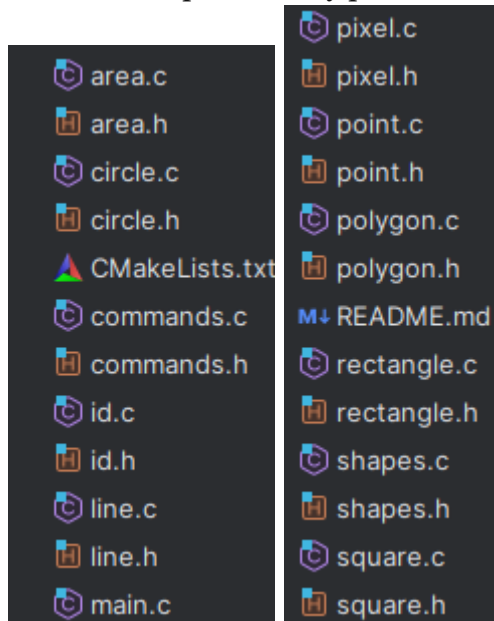 area.c
area.h
circle.c
circle.h
CMakeLists.txt
commands.c
commands.h
id.c
id.h
line.c
line.h
main.c
pixel.c
pixel.h
point.c
point.h
polygon.c
polygon.h
M↓ README.md
rectangle.c
rectangle.h
shapes.c
shapes.h
square.c
square.h